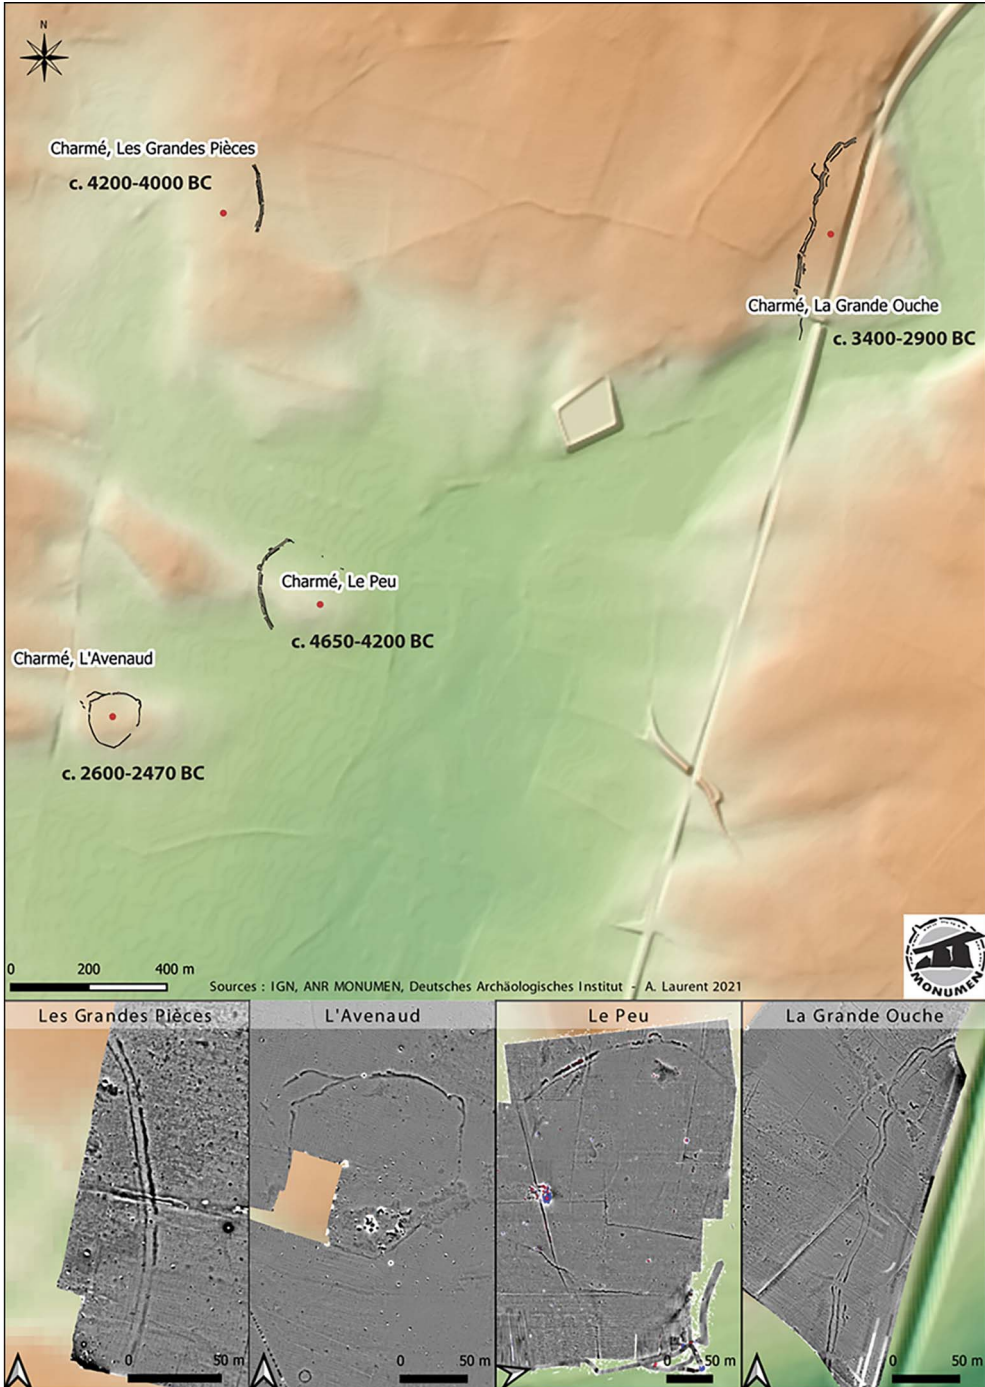 N
Charmé, Les Grandes Pièces
c. 4200-4000 BC
Charmé, La Grande Ouche
c. 3400-2900 BC
Charmé, Le Peu
c. 4650-4200 BC
Charmé, L'Avenaud
c. 2600-2470 BC
0 200 400 m
Sources : IGN, ANR MONUMEN, Deutsches Archäologisches Institut - A. Laurent 2021
MONUMEN
Les Grandes Pièces
L'Avenaud
Le Peu
La Grande Ouche
0 50 m
0 50 m
0 50 m
0 50 m